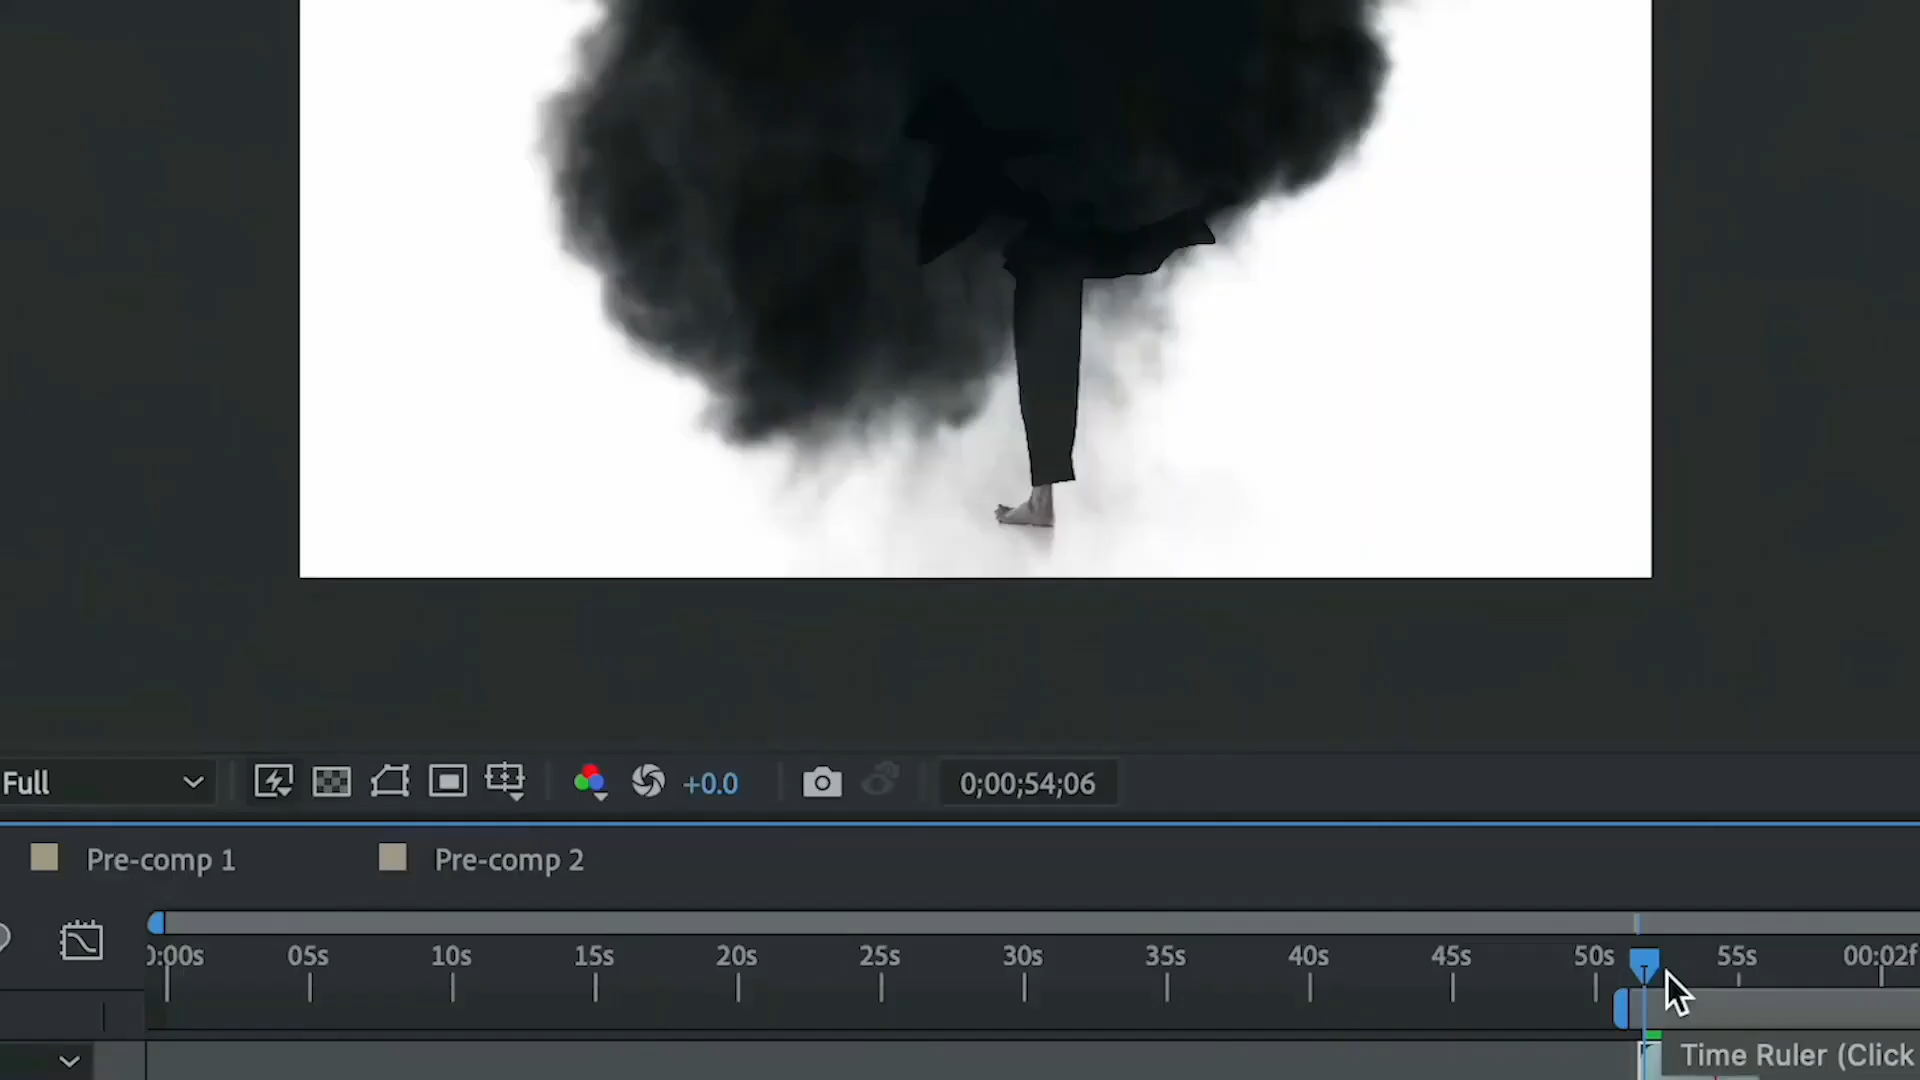 Full
+0.0
0;00;54;06
Pre-comp 1
Pre-comp 2
0:00s 05s 10s 15s 20s 25s 30s 35s 40s 45s 50s 55s 00:02f
Time Ruler (Click